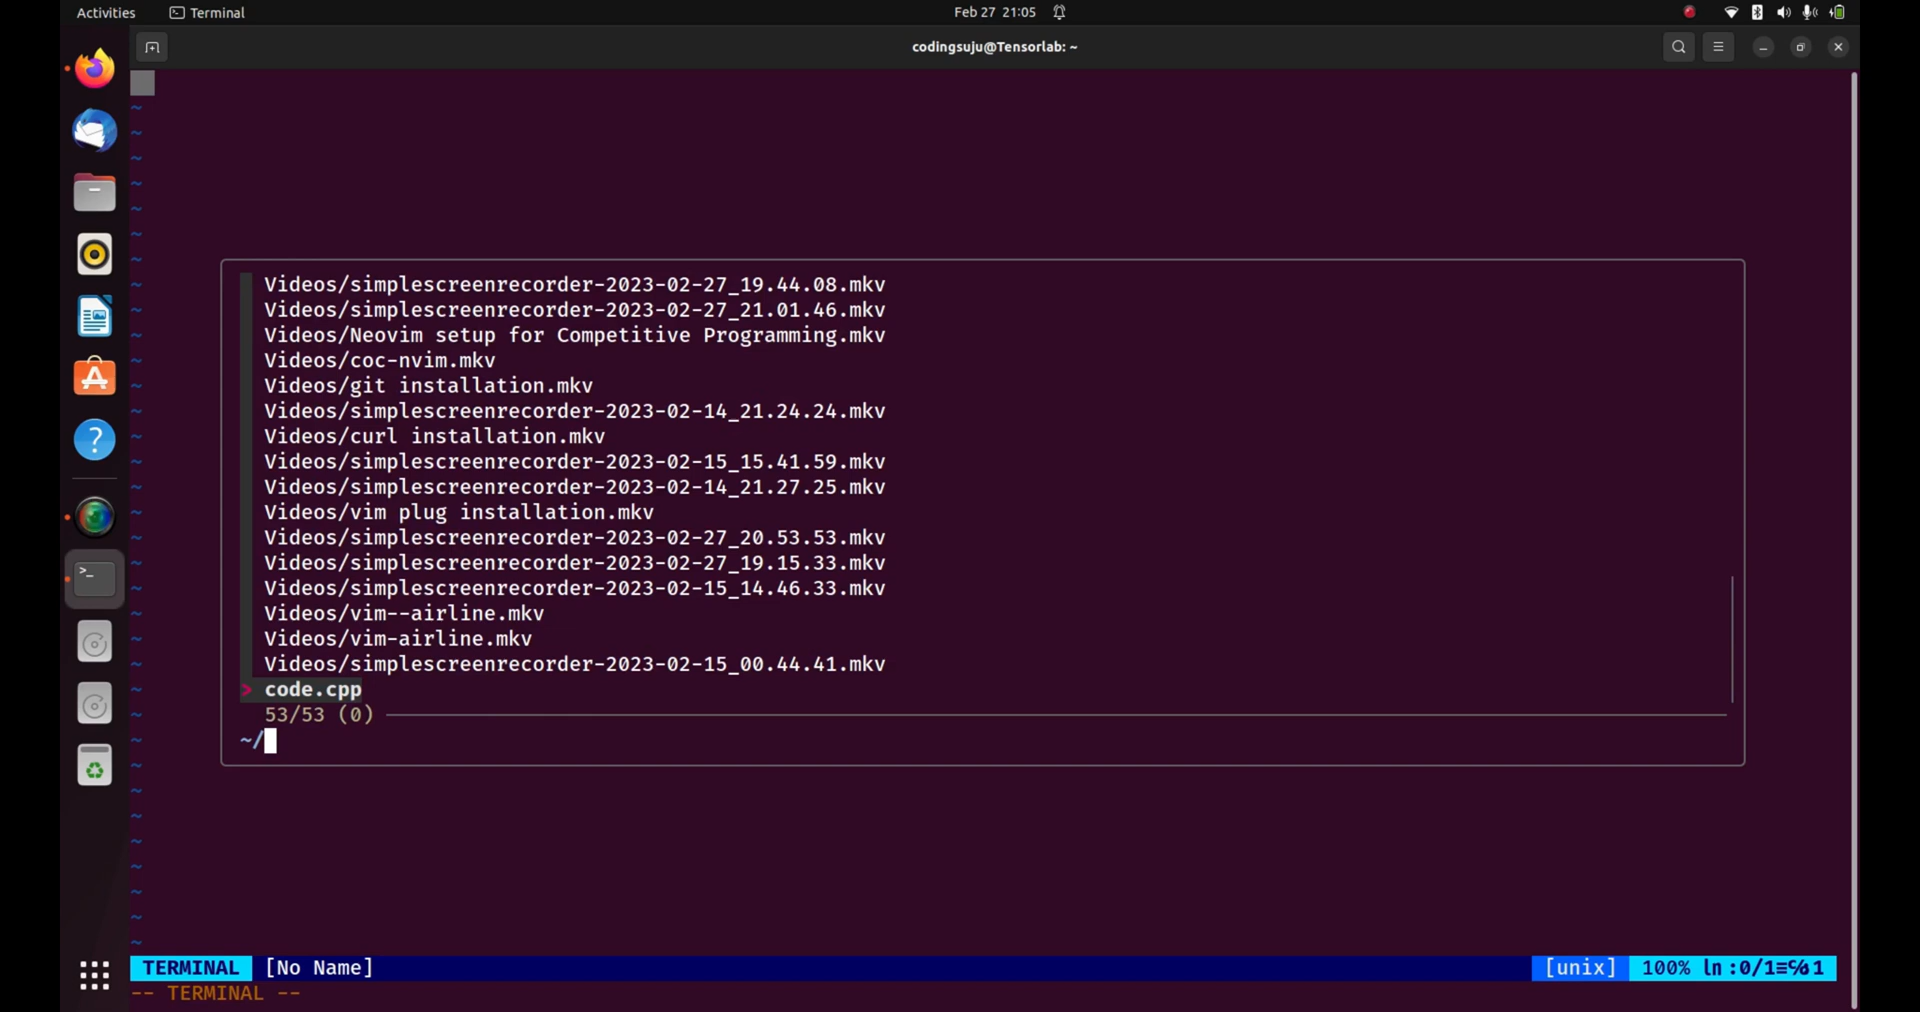 Activities
Terminal
Feb 27 21:05
codingsuju@Tensorlab: ~
Videos/simplescreenrecorder-2023-02-27_19.44.08.mkv
Videos/simplescreenrecorder-2023-02-27_21.01.46.mkv
Videos/Neovim setup for Competitive Programming.mkv
Videos/coc-nvim.mkv
Videos/git installation.mkv
Videos/simplescreenrecorder-2023-02-14_21.24.24.mkv
Videos/curl installation.mkv
Videos/simplescreenrecorder-2023-02-15_15.41.59.mkv
Videos/simplescreenrecorder-2023-02-14_21.27.25.mkv
Videos/vim plug installation.mkv
Videos/simplescreenrecorder-2023-02-27_20.53.53.mkv
Videos/simplescreenrecorder-2023-02-27_19.15.33.mkv
Videos/simplescreenrecorder-2023-02-15_14.46.33.mkv
Videos/vim--airline.mkv
Videos/vim-airline.mkv
Videos/simplescreenrecorder-2023-02-15_00.44.41.mkv
> code.cpp
53/53 (0)
~/
TERMINAL [No Name] [unix] 100% ln :0/1≡℅1
-- TERMINAL --